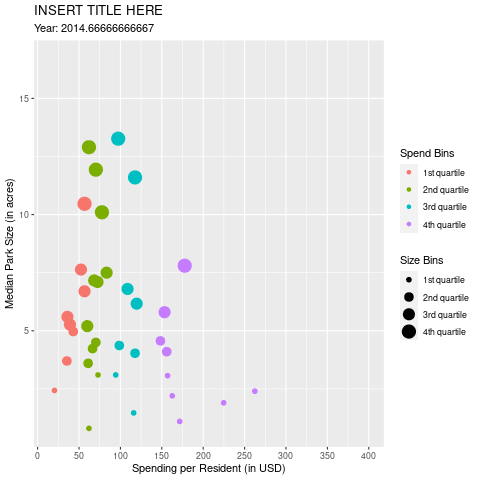 INSERT TITLE HERE
Year: 2014.66666666667
Median Park Size (in acres)
15
10
5
0 50 100 150 200 250 300 350 400
Spending per Resident (in USD)
Spend Bins
1st quartile
2nd quartile
3rd quartile
4th quartile
Size Bins
1st quartile
2nd quartile
3rd quartile
4th quartile